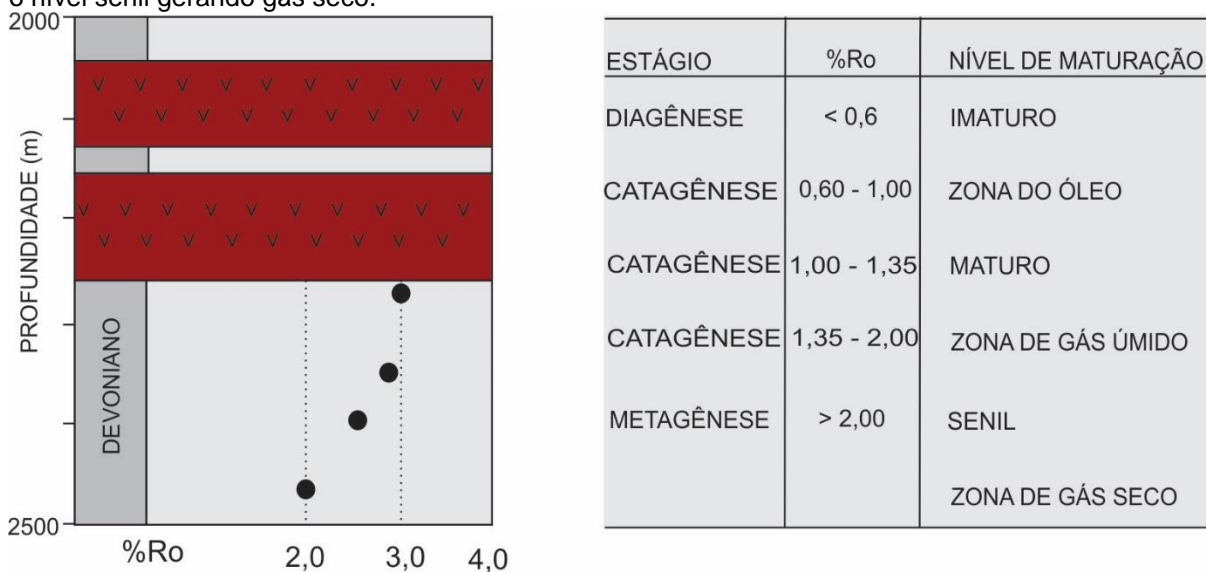 o nível senil gerando gás seco.
2000
PROFUNDIDADE (m)
DEVONIANO
2500
%Ro 2,0 3,0 4,0
V V V V V V V V V V
V V V V V V V V V
V V V V V V V V V V
V V V V V V V V V
ESTÁGIO %Ro NÍVEL DE MATURAÇÃO
DIAGÊNESE < 0,6 IMATURO
CATAGÊNESE 0,60 - 1,00 ZONA DO ÓLEO
CATAGÊNESE 1,00 - 1,35 MATURO
CATAGÊNESE 1,35 - 2,00 ZONA DE GÁS ÚMIDO
METAGÊNESE > 2,00 SENIL
ZONA DE GÁS SECO